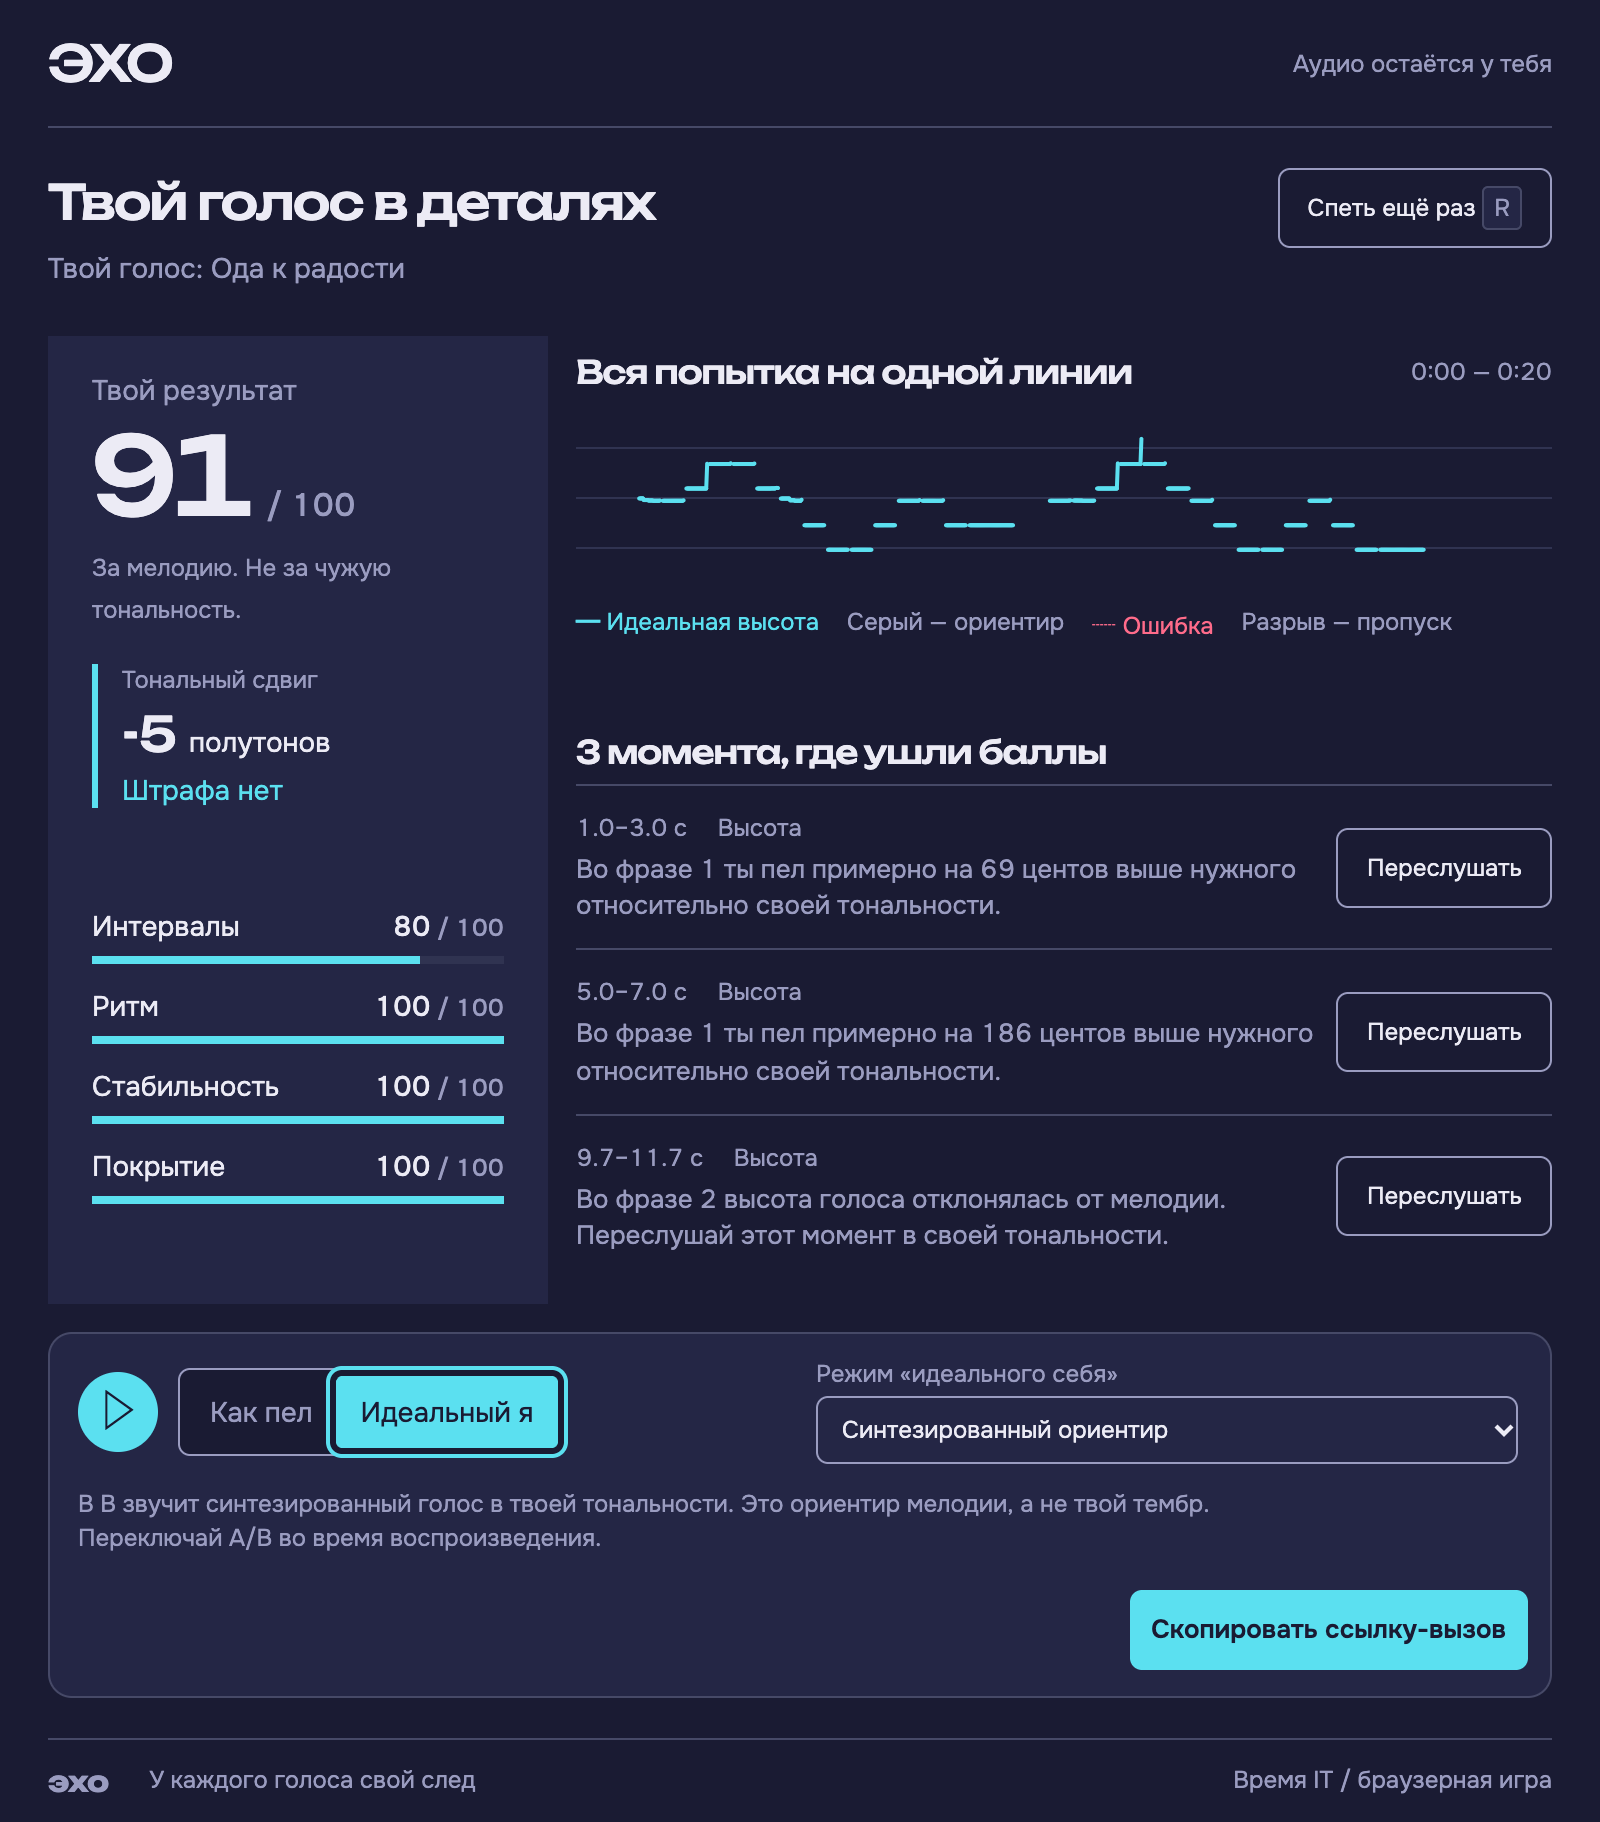 ЭХО
Аудио остаётся у тебя
Твой голос в деталях
Спеть ещё раз R
Твой голос: Ода к радости
Твой результат
91 / 100
За мелодию. Не за чужую
тональность.
Тональный сдвиг
-5 полутонов
Штрафа нет
Интервалы 80 / 100
Ритм 100 / 100
Стабильность 100 / 100
Покрытие 100 / 100
Вся попытка на одной линии
0:00 — 0:20
Идеальная высота Серый — ориентир Ошибка Разрыв — пропуск
3 момента, где ушли баллы
1.0–3.0 с Высота
Во фразе 1 ты пел примерно на 69 центов выше нужного
относительно своей тональности.
Переслушать
5.0–7.0 с Высота
Во фразе 1 ты пел примерно на 186 центов выше нужного
относительно своей тональности.
Переслушать
9.7–11.7 с Высота
Во фразе 2 высота голоса отклонялась от мелодии.
Переслушай этот момент в своей тональности.
Переслушать
Как пел
Идеальный я
Режим «идеального себя»
Синтезированный ориентир
В B звучит синтезированный голос в твоей тональности. Это ориентир мелодии, а не твой тембр.
Переключай A/B во время воспроизведения.
Скопировать ссылку-вызов
ЭХО
У каждого голоса свой след
Время IT / браузерная игра